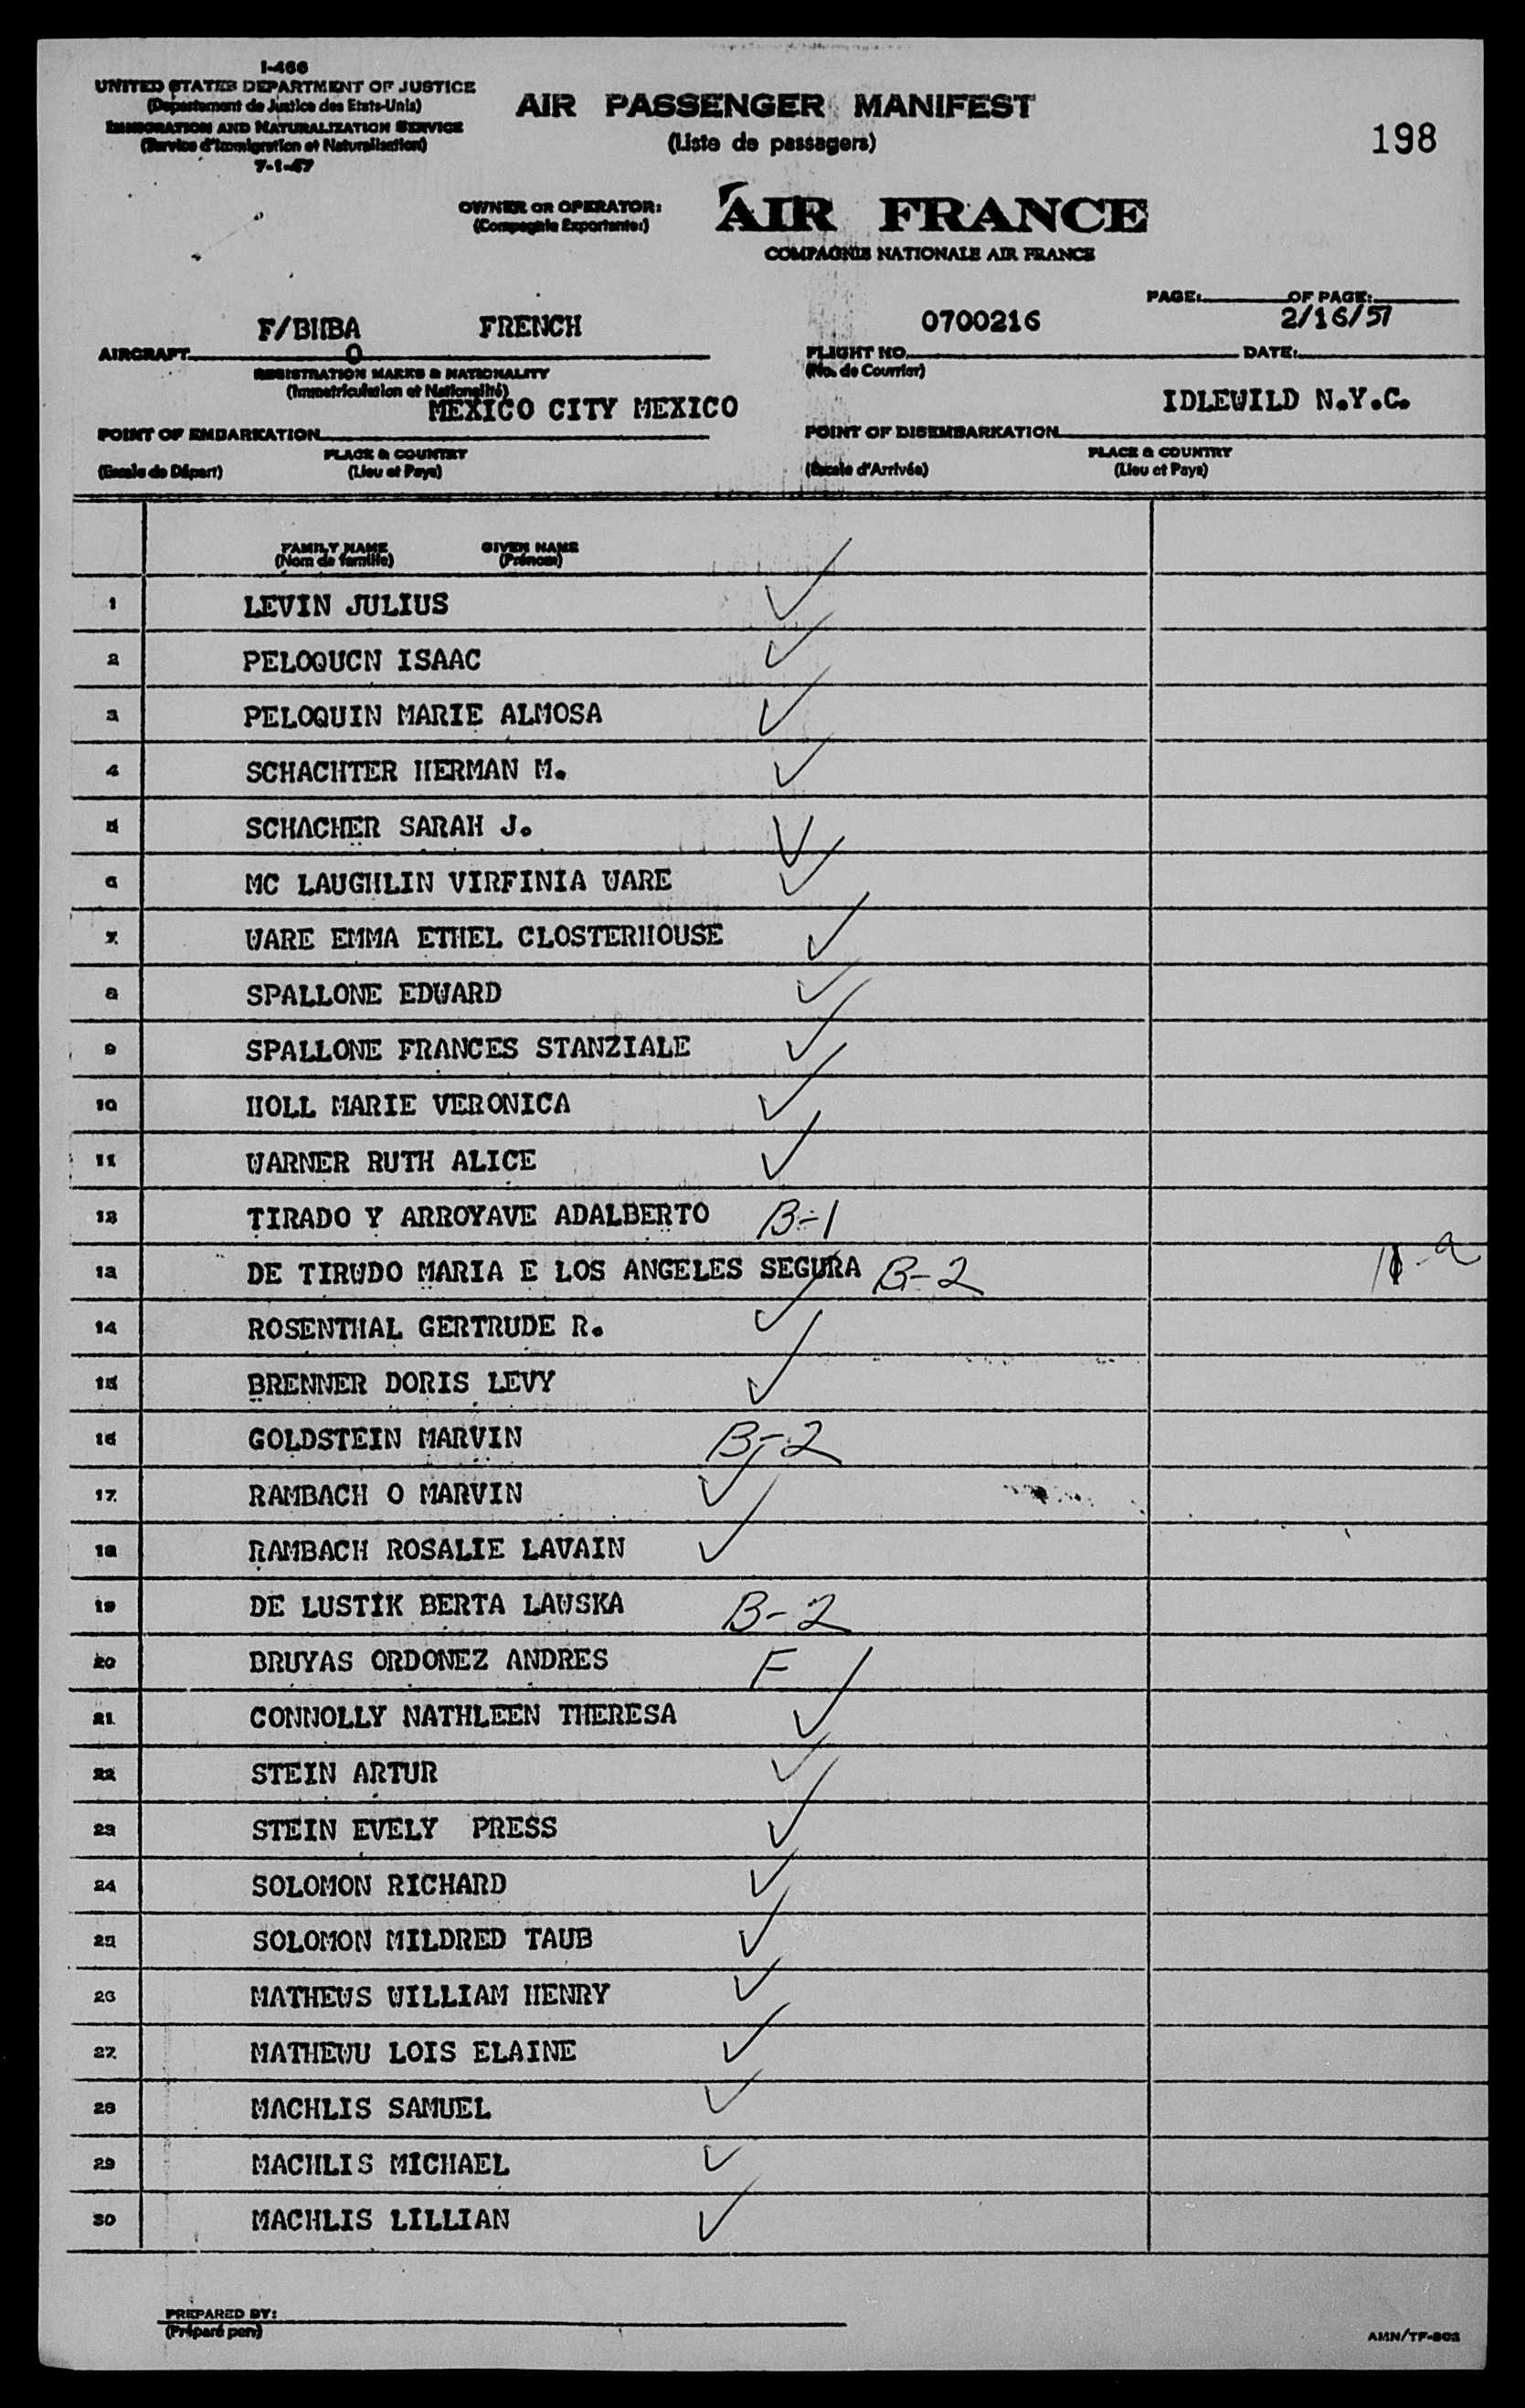 I-466
UNITED STATES DEPARTMENT OF JUSTICE
(Département de Justice des Etats-Unis)
IMMIGRATION AND NATURALIZATION SERVICE
(Service d'Immigration et Naturalisation)
7-1-47
AIR PASSENGER MANIFEST
(Liste de passagers)
198
OWNER OR OPERATOR:
(Compagnie Exportante:)
AIR FRANCE
COMPAGNIE NATIONALE AIR FRANCE
PAGE: OF PAGE:
F/BHBA FRENCH 0700216 2/16/57
AIRCRAFT O FLIGHT NO. DATE:
REGISTRATION MARKS & NATIONALITY
(Immatriculation et Nationalité)
(No. de Courrier)
MEXICO CITY MEXICO IDLEWILD N.Y.C.
POINT OF EMBARKATION POINT OF DISEMBARKATION
PLACE & COUNTRY PLACE & COUNTRY
(Escale de Départ) (Lieu et Pays) (Escale d'Arrivée) (Lieu et Pays)
FAMILY NAME GIVEN NAME
(Nom de famille) (Prénom)
1 LEVIN JULIUS ✓
2 PELOQUCN ISAAC ✓
3 PELOQUIN MARIE ALMOSA ✓
4 SCHACHTER HERMAN M. ✓
5 SCHACHER SARAH J. ✓
6 MC LAUGHLIN VIRFINIA WARE ✓
7 WARE EMMA ETHEL CLOSTERHOUSE ✓
8 SPALLONE EDWARD ✓
9 SPALLONE FRANCES STANZIALE ✓
10 HOLL MARIE VERONICA ✓
11 WARNER RUTH ALICE ✓
12 TIRADO Y ARROYAVE ADALBERTO B-1
13 DE TIRWDO MARIA E LOS ANGELES SEGURA B-2
14 ROSENTHAL GERTRUDE R. ✓
15 BRENNER DORIS LEVY ✓
16 GOLDSTEIN MARVIN B-2
17 RAMBACH O MARVIN ✓
18 RAMBACH ROSALIE LAVAIN ✓
19 DE LUSTIK BERTA LAWSKA B-2
20 BRUYAS ORDONEZ ANDRES F
21 CONNOLLY NATHLEEN THERESA ✓
22 STEIN ARTUR ✓
23 STEIN EVELY PRESS ✓
24 SOLOMON RICHARD ✓
25 SOLOMON MILDRED TAUB ✓
26 MATHEWS WILLIAM HENRY ✓
27 MATHEWU LOIS ELAINE ✓
28 MACHLIS SAMUEL ✓
29 MACHLIS MICHAEL ✓
30 MACHLIS LILLIAN ✓
PREPARED BY:
(Préparé par)
AMN/TF-802